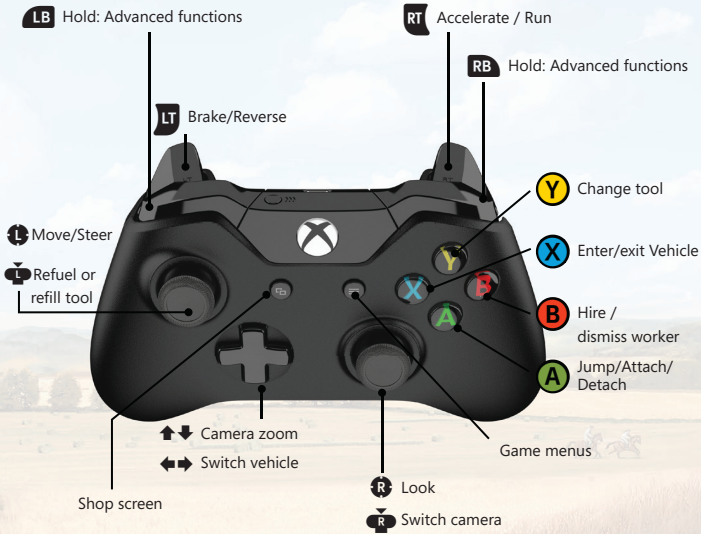 LB Hold: Advanced functions
RT Accelerate / Run
RB Hold: Advanced functions
LT Brake/Reverse
LT
RT
Y Change tool
L Move/Steer
X Enter/exit Vehicle
L Refuel or
refill tool
Y
X
B
A
B Hire /
dismiss worker
A Jump/Attach/
Detach
Camera zoom
Switch vehicle
Game menus
Shop screen
R Look
R Switch camera